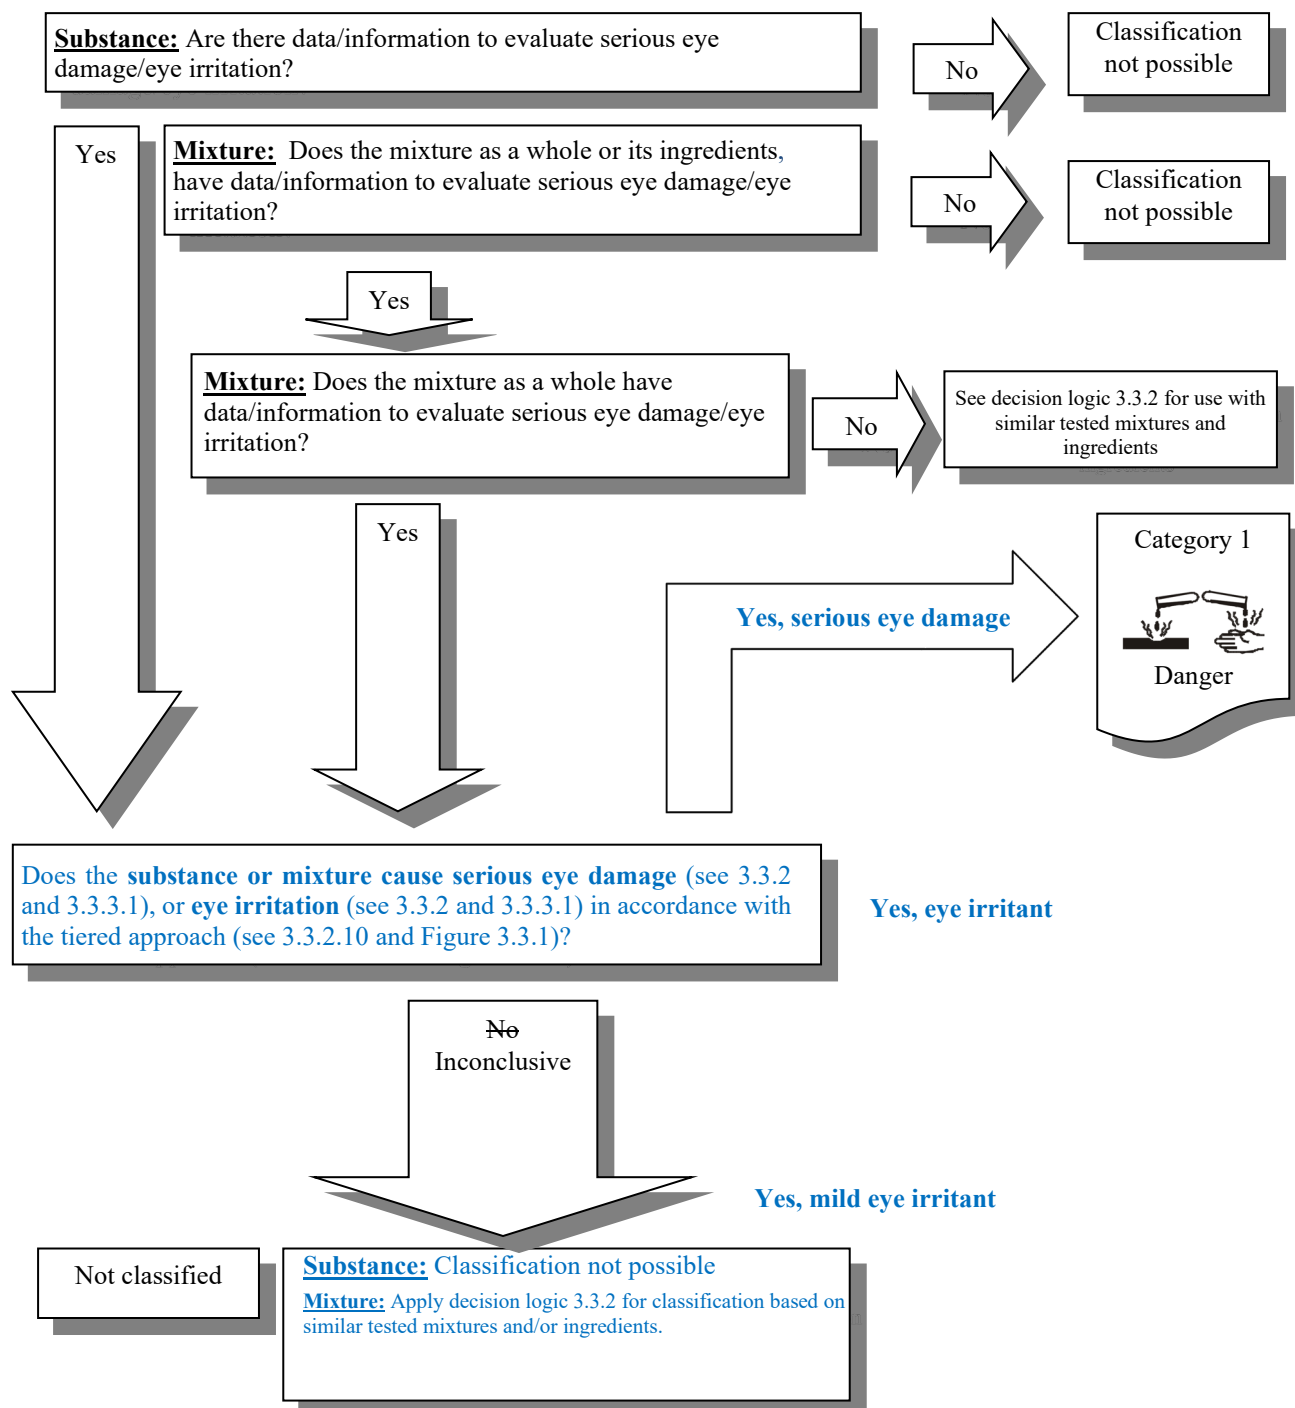 Substance: Are there data/information to evaluate serious eye
damage/eye irritation?
No
Classification
not possible
Yes
Mixture: Does the mixture as a whole or its ingredients,
have data/information to evaluate serious eye damage/eye
irritation?
No
Classification
not possible
Yes
Mixture: Does the mixture as a whole have
data/information to evaluate serious eye damage/eye
irritation?
No
See decision logic 3.3.2 for use with
similar tested mixtures and
ingredients
Yes
Yes, serious eye damage
Category 1
Danger
Does the substance or mixture cause serious eye damage (see 3.3.2
and 3.3.3.1), or eye irritation (see 3.3.2 and 3.3.3.1) in accordance with
the tiered approach (see 3.3.2.10 and Figure 3.3.1)?
Yes, eye irritant
No
Inconclusive
Yes, mild eye irritant
Not classified
Substance: Classification not possible
Mixture: Apply decision logic 3.3.2 for classification based on
similar tested mixtures and/or ingredients.